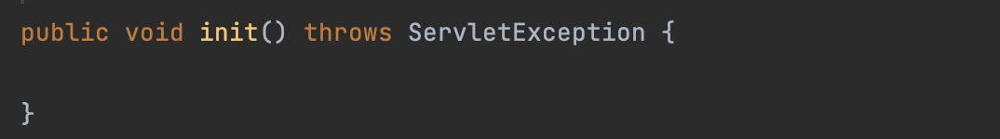 public void init() throws ServletException {
}